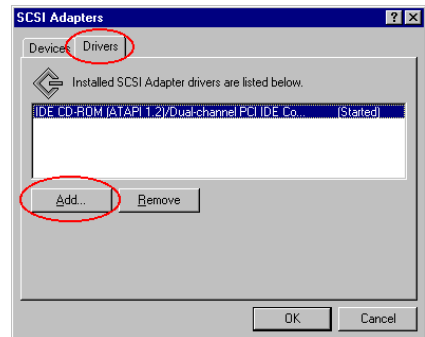 SCSI Adapters
Devices Drivers
Installed SCSI Adapter drivers are listed below.
IDE CD-ROM (ATAPI 1.2)/Dual-channel PCI IDE Co... (Started)
Add... Remove
OK Cancel